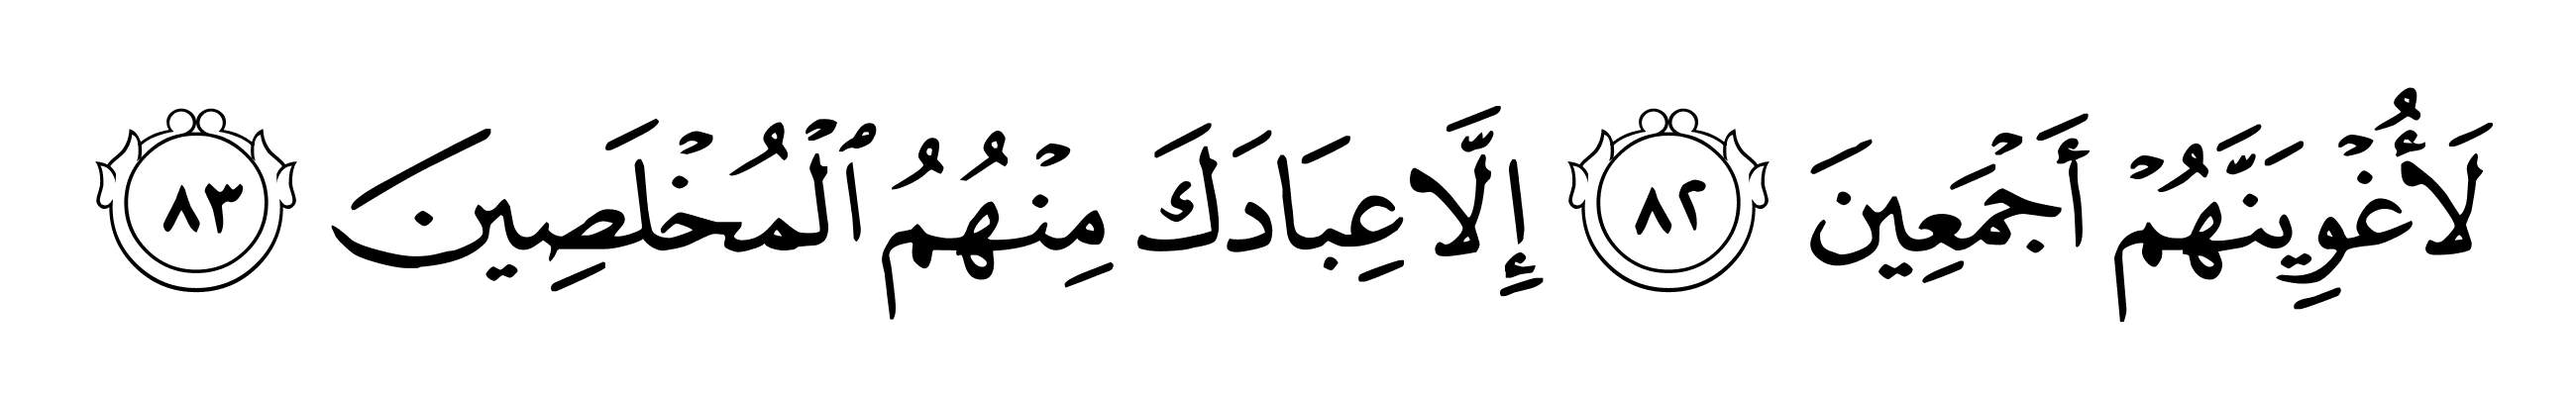 لَأُغْوِيَنَّهُمْ أَجْمَعِينَ ٨٢ إِلَّا عِبَادَكَ مِنْهُمُ ٱلْمُخْلَصِينَ ٨٣